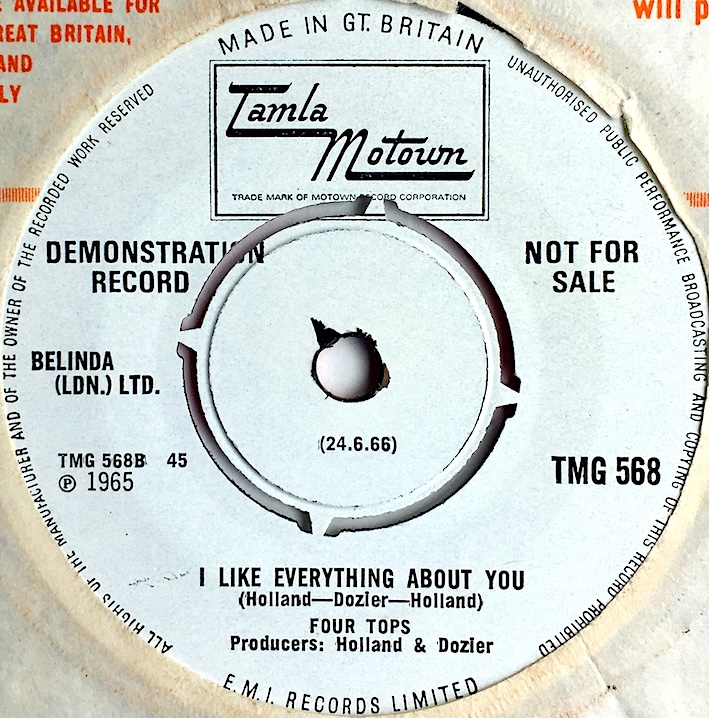 E AVAILABLE FOR
REAT BRITAIN,
AND
LY
will p
MADE IN GT. BRITAIN
Tamla
Motown
TRADE MARK OF MOTOWN RECORD CORPORATION
DEMONSTRATION
RECORD
NOT FOR
SALE
BELINDA
(LDN.) LTD.
TMG 568B 45
℗ 1965
(24.6.66)
TMG 568
I LIKE EVERYTHING ABOUT YOU
(Holland—Dozier—Holland)
FOUR TOPS
Producers: Holland & Dozier
E.M.I. RECORDS LIMITED
ALL RIGHTS OF THE MANUFACTURER AND OF THE OWNER OF THE RECORDED WORK RESERVED
UNAUTHORISED PUBLIC PERFORMANCE BROADCASTING AND COPYING OF THIS RECORD PROHIBITED